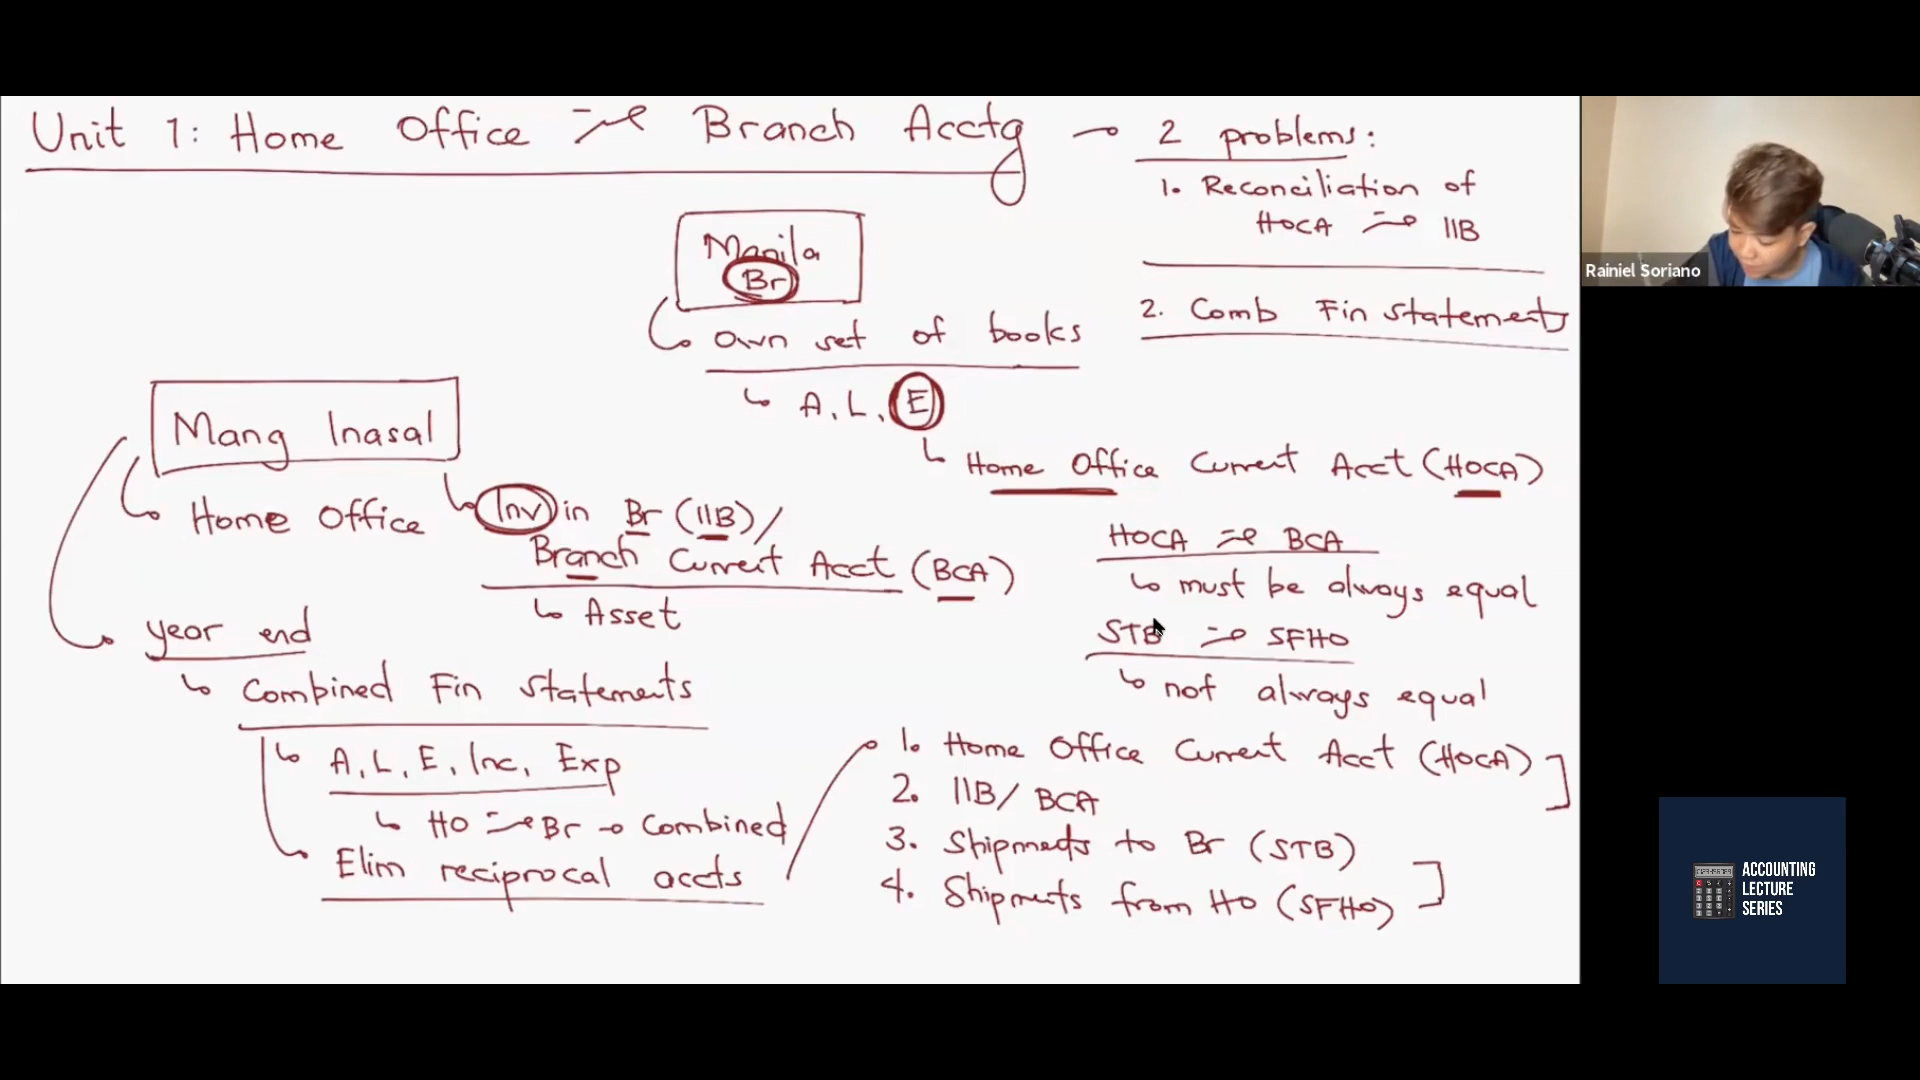 Unit 1: Home Office & Branch Acctg
2 problems:
1. Reconciliation of
HOCA & IIB
2. Comb Fin Statements
Manila
Br
Own set of books
A, L, E
Home Office Current Acct (HOCA)
Mang Inasal
Home Office
Inv in Br (IIB)/
Branch Current Acct (BCA)
Asset
HOCA & BCA
must be always equal
STB & SFHO
not always equal
year end
Combined Fin Statements
A, L, E, Inc, Exp
HO & Br → Combined
Elim reciprocal accts
1. Home Office Current Acct (HOCA)
2. IIB/ BCA
3. Shipments to Br (STB)
4. Shipments from HO (SFHO)
Rainiel Soriano
ACCOUNTING
LECTURE
SERIES